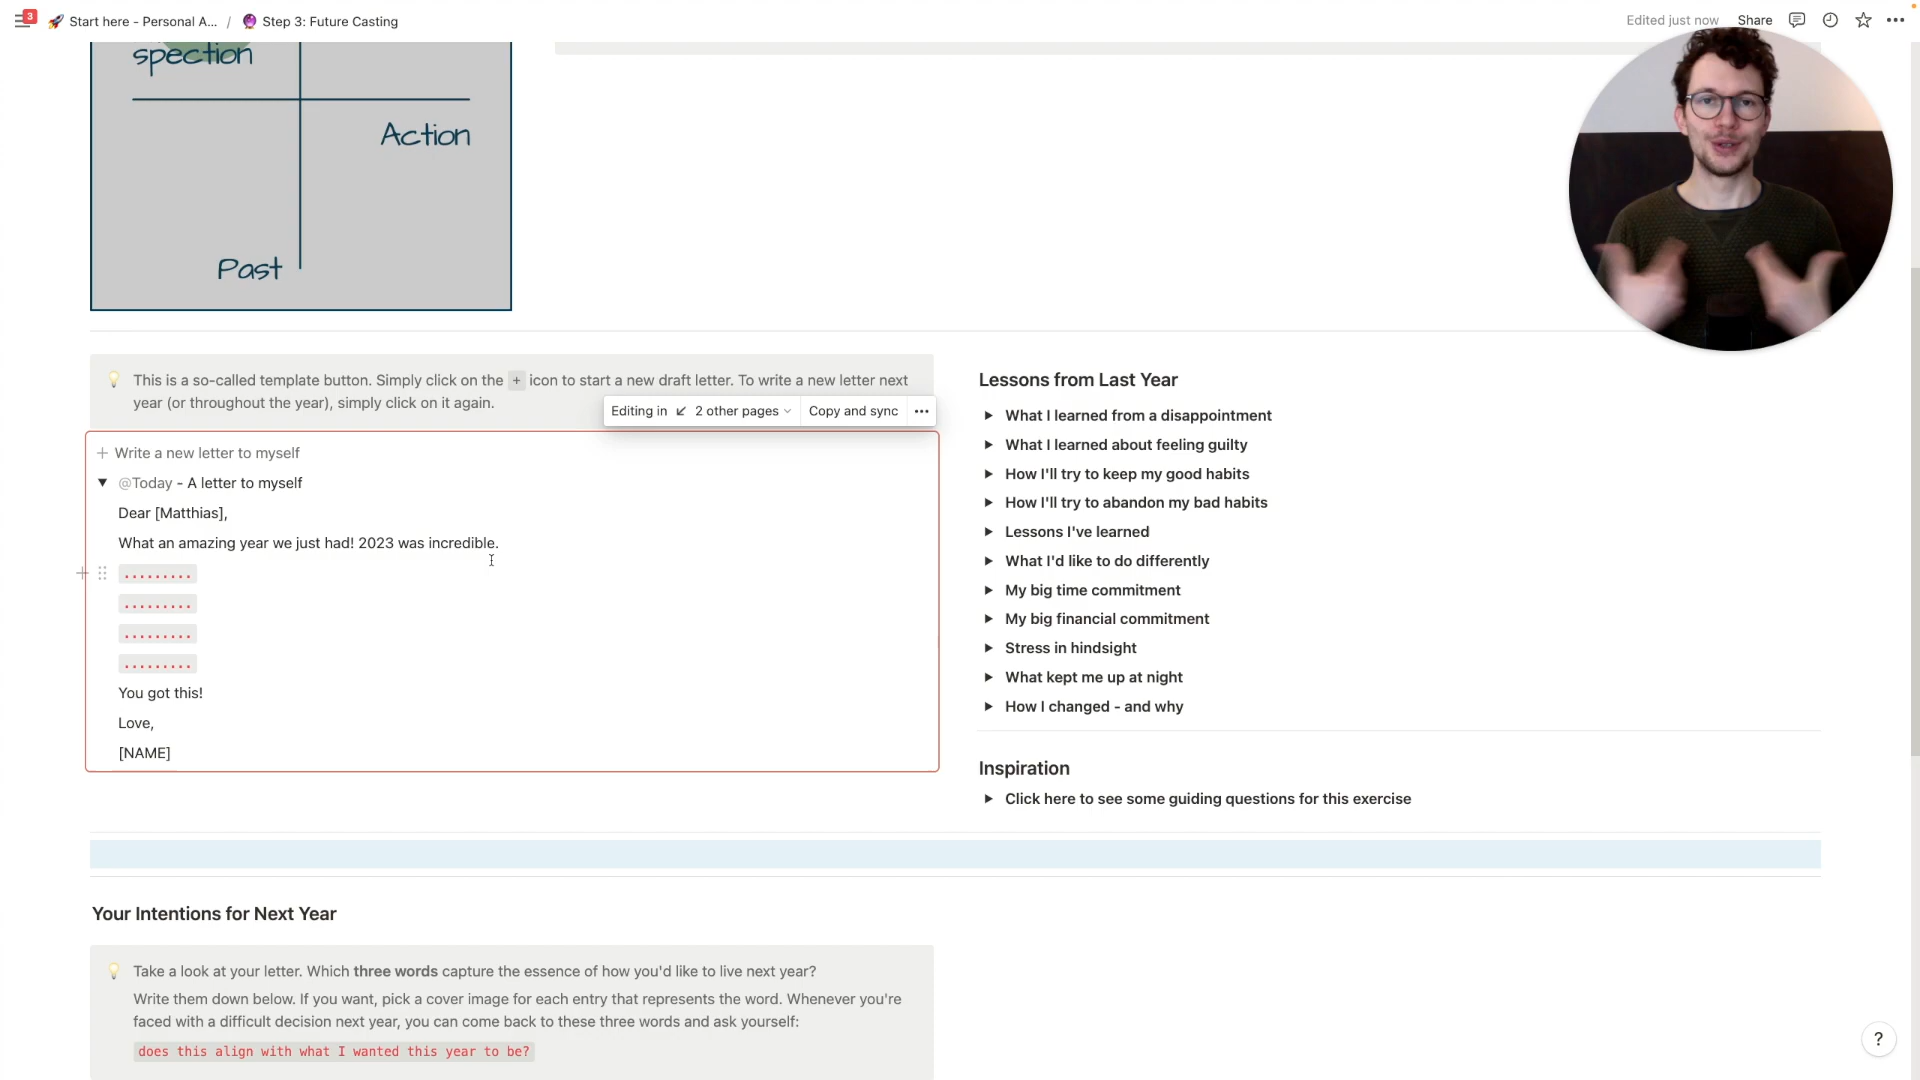 3
Start here - Personal A... / Step 3: Future Casting
Edited just now Share
spection
Action
Past
This is a so-called template button. Simply click on the + icon to start a new draft letter. To write a new letter next
year (or throughout the year), simply click on it again.
Editing in 2 other pages Copy and sync
Write a new letter to myself
@Today - A letter to myself
Dear [Matthias],
What an amazing year we just had! 2023 was incredible.
.........
.........
.........
.........
You got this!
Love,
[NAME]
Lessons from Last Year
What I learned from a disappointment
What I learned about feeling guilty
How I'll try to keep my good habits
How I'll try to abandon my bad habits
Lessons I've learned
What I'd like to do differently
My big time commitment
My big financial commitment
Stress in hindsight
What kept me up at night
How I changed - and why
Inspiration
Click here to see some guiding questions for this exercise
Your Intentions for Next Year
Take a look at your letter. Which three words capture the essence of how you'd like to live next year?
Write them down below. If you want, pick a cover image for each entry that represents the word. Whenever you're
faced with a difficult decision next year, you can come back to these three words and ask yourself:
does this align with what I wanted this year to be?
?